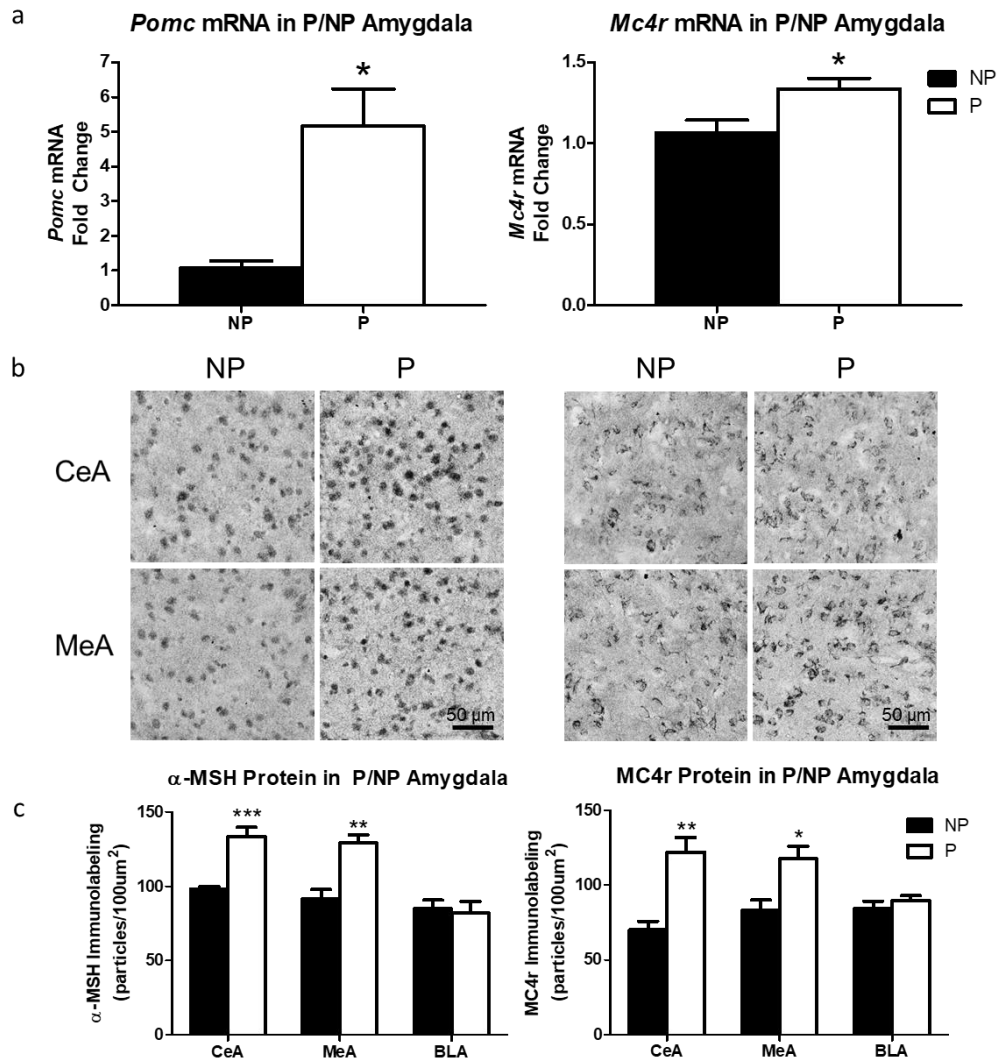 a
Pomc mRNA in P/NP Amygdala
Pomc mRNA
Fold Change
7
6
5
4
3
2
1
0
*
NP
P
Mc4r mRNA in P/NP Amygdala
Mc4r mRNA
Fold Change
1.5
1.0
0.5
0.0
*
NP
P
NP
P
b
NP
P
NP
P
CeA
MeA
50 µm
50 µm
c
α-MSH Protein in P/NP Amygdala
α-MSH Immunolabeling
(particles/100um²)
150
100
50
0
***
**
CeA
MeA
BLA
MC4r Protein in P/NP Amygdala
MC4r Immunolabeling
(particles/100um²)
150
100
50
0
**
*
CeA
MeA
BLA
NP
P